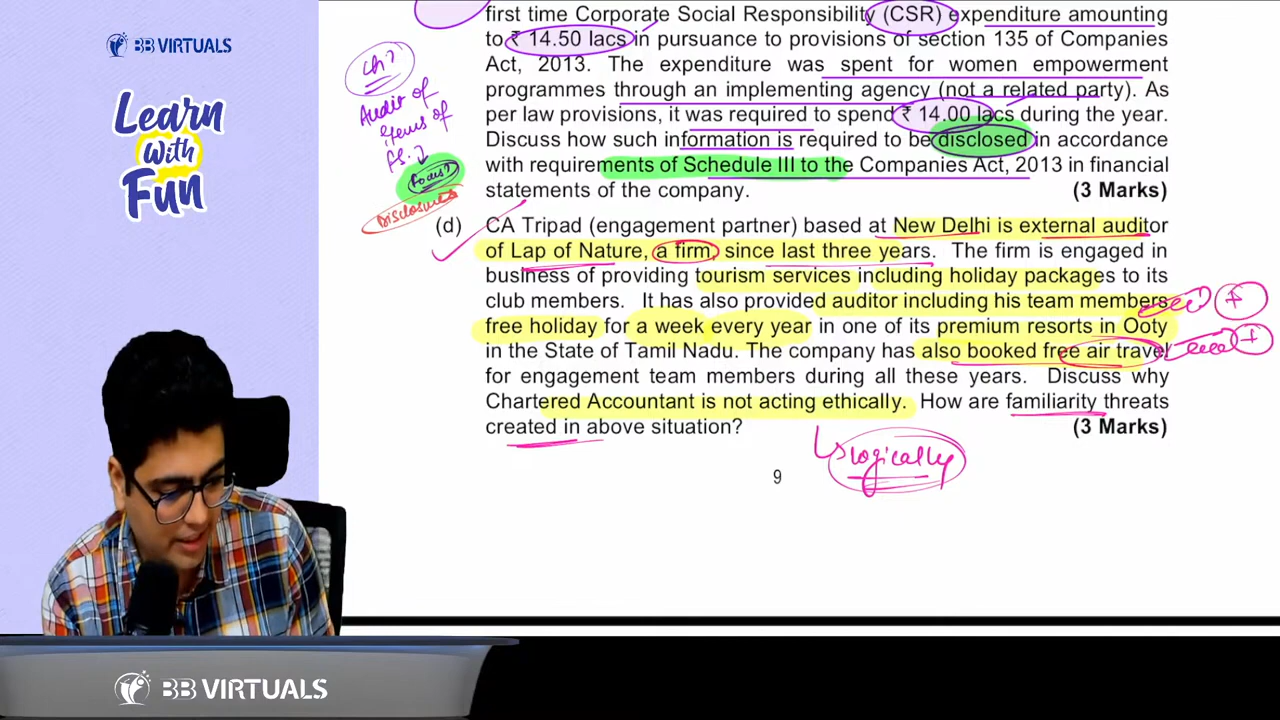 BB VIRTUALS
Learn
With
Fun
first time Corporate Social Responsibility (CSR) expenditure amounting
to ₹ 14.50 lacs in pursuance to provisions of section 135 of Companies
Act, 2013. The expenditure was spent for women empowerment
programmes through an implementing agency (not a related party). As
per law provisions, it was required to spend ₹ 14.00 lacs during the year.
Discuss how such information is required to be disclosed in accordance
with requirements of Schedule III to the Companies Act, 2013 in financial
statements of the company. (3 Marks)
Audit of
Items of
Disclosures
(d) CA Tripad (engagement partner) based at New Delhi is external auditor
of Lap of Nature, a firm, since last three years. The firm is engaged in
business of providing tourism services including holiday packages to its
club members. It has also provided auditor including his team members
free holiday for a week every year in one of its premium resorts in Ooty
in the State of Tamil Nadu. The company has also booked free air travel
for engagement team members during all these years. Discuss why
Chartered Accountant is not acting ethically. How are familiarity threats
created in above situation? (3 Marks)
logically
9
BB VIRTUALS